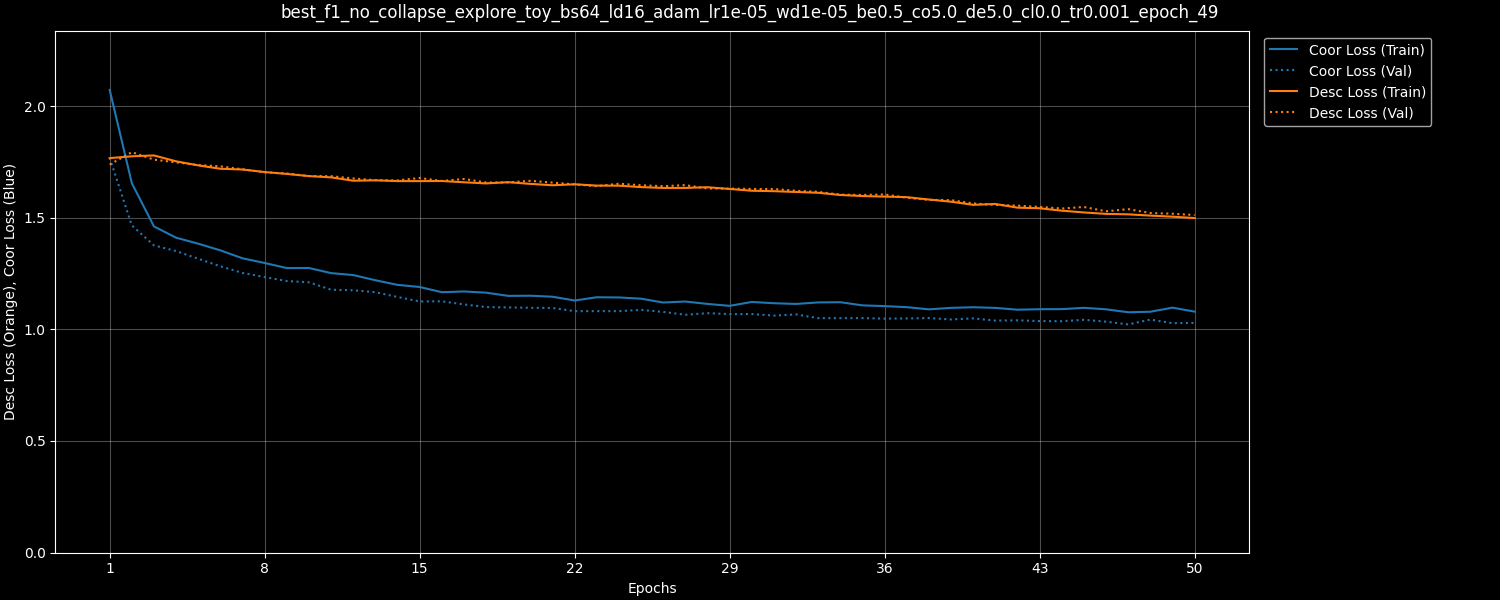 best_f1_no_collapse_explore_toy_bs64_ld16_adam_lr1e-05_wd1e-05_be0.5_co5.0_de5.0_cl0.0_tr0.001_epoch_49
Coor Loss (Train)
Coor Loss (Val)
Desc Loss (Train)
Desc Loss (Val)
Desc Loss (Orange), Coor Loss (Blue)
2.0
1.5
1.0
0.5
0.0
1 8 15 22 29 36 43 50
Epochs